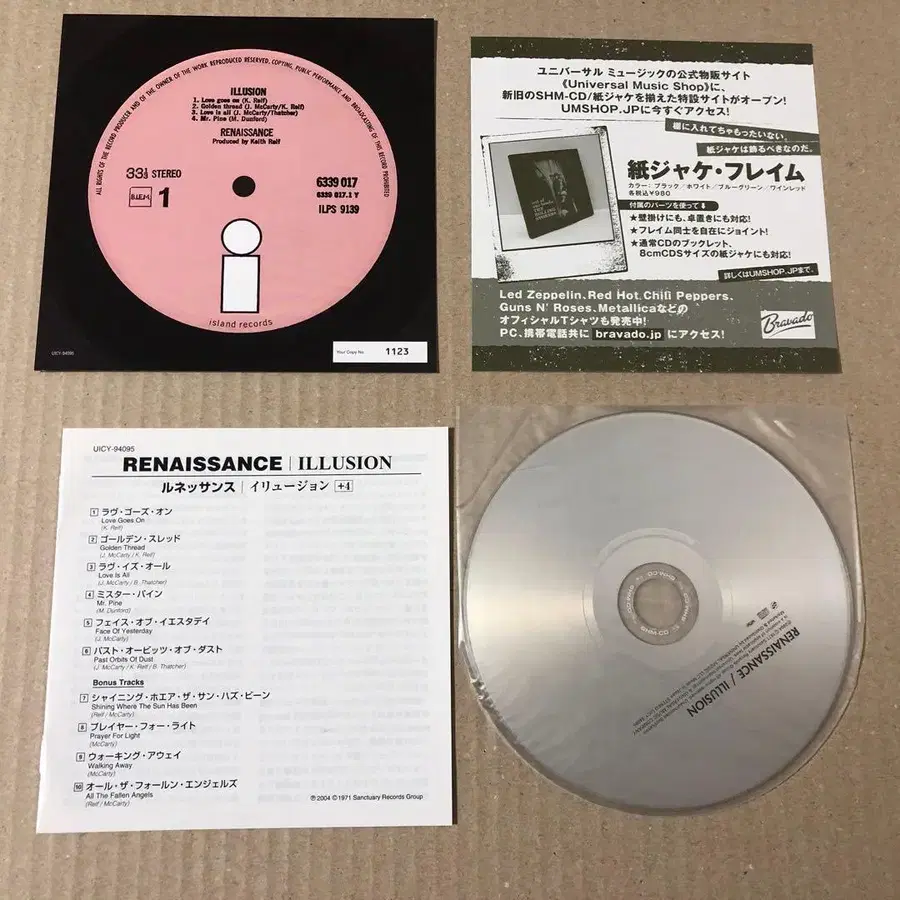 ALL RIGHTS OF THE RECORD PRODUCER AND OF THE OWNER OF THE WORK REPRODUCED RESERVED, COPYING, PUBLIC PERFORMANCE AND BROADCASTING OF THIS RECORD PROHIBITED
ILLUSION
1. Love goes on (K. Relf)
2. Golden thread (J. McCarty/K. Relf)
3. Love is all (J. McCarty/Thatcher)
4. Mr. Pine (M. Dunford)
RENAISSANCE
Produced by Keith Relf
33⅓ STEREO
B.I.E.M. 1
6339 017
6339 017.1 Y
ILPS 9139
i
island records
UICY-94095
Your Copy No. 1123
ユニバーサル ミュージックの公式物販サイト
《Universal Music Shop》に、
新旧のSHM-CD/紙ジャケを揃えた特設サイトがオープン!
UMSHOP.JPに今すぐアクセス!
棚に入れてちゃもったいない、
紙ジャケは飾るべきなのだ。
紙ジャケ・フレイム
カラー:ブラック/ホワイト/ブルーグリーン/ワインレッド
各税込¥980
付属のパーツを使って⬇
★壁掛けにも、卓置きにも対応!
★フレイム同士を自在にジョイント!
★通常CDのブックレット、
8cmCDSサイズの紙ジャケにも対応!
詳しくはUMSHOP.JPまで。
Led Zeppelin、Red Hot Chili Peppers、
Guns N' Roses、Metallicaなどの
オフィシャルTシャツも発売中!
PC、携帯電話共に bravado.jp にアクセス!
Bravado
UICY-94095
RENAISSANCE | ILLUSION
ルネッサンス | イリュージョン +4
1 ラヴ・ゴーズ・オン
Love Goes On
(K. Relf)
2 ゴールデン・スレッド
Golden Thread
(J. McCarty / K. Relf)
3 ラヴ・イズ・オール
Love Is All
(J. McCarty / B. Thatcher)
4 ミスター・パイン
Mr. Pine
(M. Dunford)
5 フェイス・オブ・イエスタデイ
Face Of Yesterday
(J. McCarty)
6 パスト・オービッツ・オブ・ダスト
Past Orbits Of Dust
(J. McCarty / K. Relf / B. Thatcher)
Bonus Tracks
7 シャイニング・ホエア・ザ・サン・ハズ・ビーン
Shining Where The Sun Has Been
(Relf / McCarty)
8 プレイヤー・フォー・ライト
Prayer For Light
(McCarty)
9 ウォーキング・アウェイ
Walking Away
(McCarty)
10 オール・ザ・フォールン・エンジェルズ
All The Fallen Angels
(Relf / McCarty)
℗ 2004 © 1971 Sanctuary Records Group
RENAISSANCE / ILLUSION